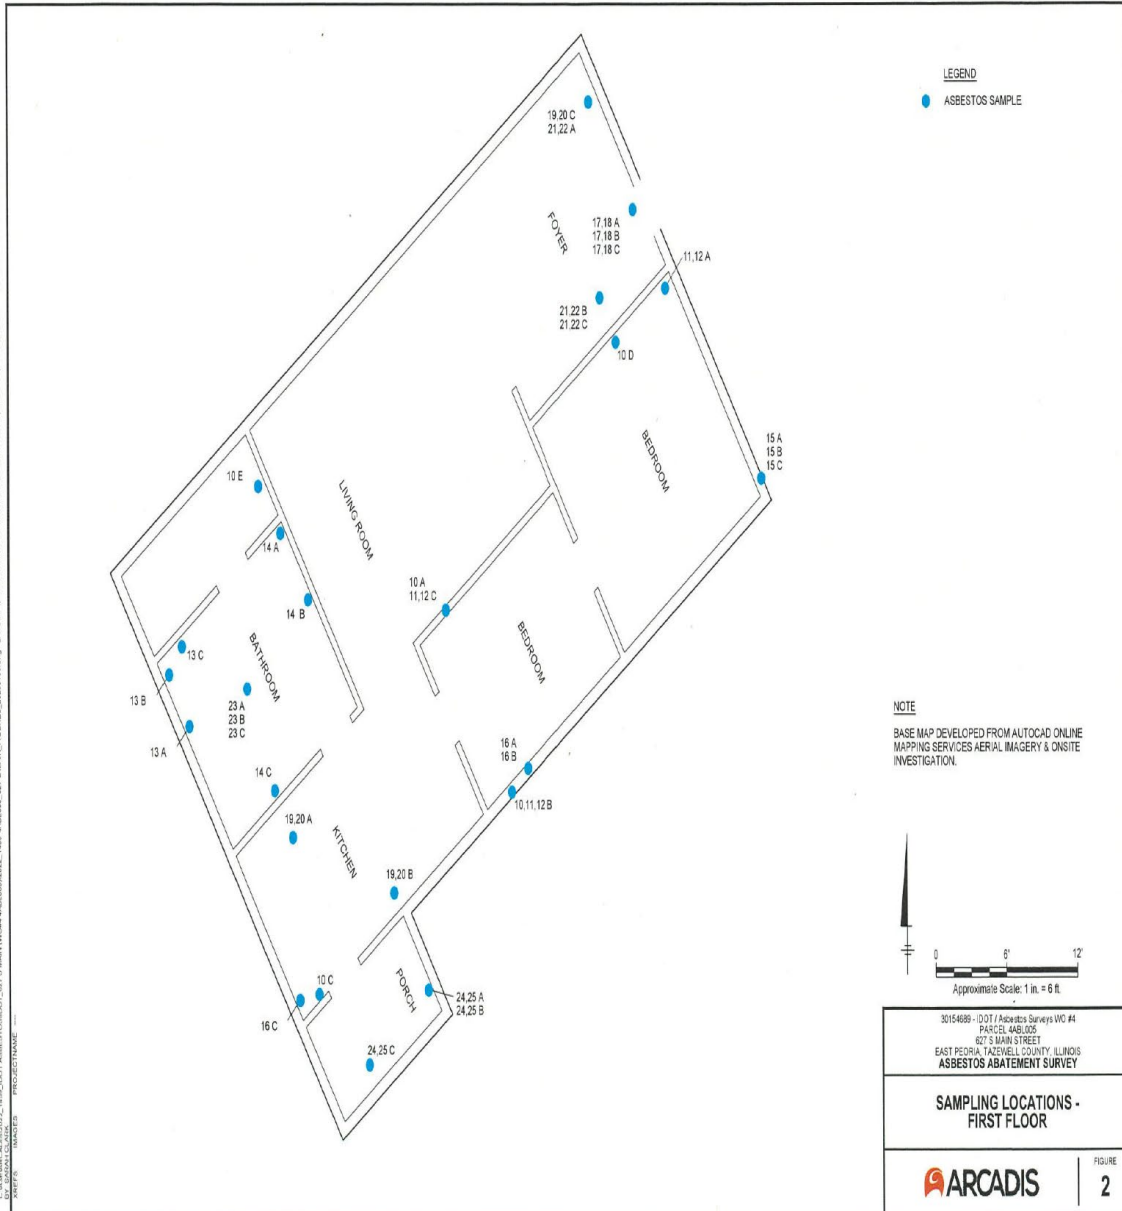 LEGEND
ASBESTOS SAMPLE
19,20 C
21,22 A
FOYER
17,18 A
17,18 B
17,18 C
11,12 A
21,22 B
21,22 C
10 D
BEDROOM
15 A
15 B
15 C
10 E
LIVING ROOM
14 A
10 A
11,12 C
14 B
BEDROOM
13 C
BATHROOM
13 B
23 A
23 B
23 C
13 A
16 A
16 B
10,11,12 B
14 C
19,20 A
KITCHEN
19,20 B
10 C
16 C
PORCH
24,25 A
24,25 B
24,25 C
NOTE
BASE MAP DEVELOPED FROM AUTOCAD ONLINE
MAPPING SERVICES AERIAL IMAGERY & ONSITE
INVESTIGATION.
0 6' 12'
Approximate Scale: 1 in. = 6 ft.
30154689 - IDOT / Asbestos Surveys WO #4
PARCEL 4ABL005
627 S MAIN STREET
EAST PEORIA, TAZEWELL COUNTY, ILLINOIS
ASBESTOS ABATEMENT SURVEY
SAMPLING LOCATIONS -
FIRST FLOOR
ARCADIS
FIGURE
2
XREFS: IMAGES: PROJECTNAME: ----